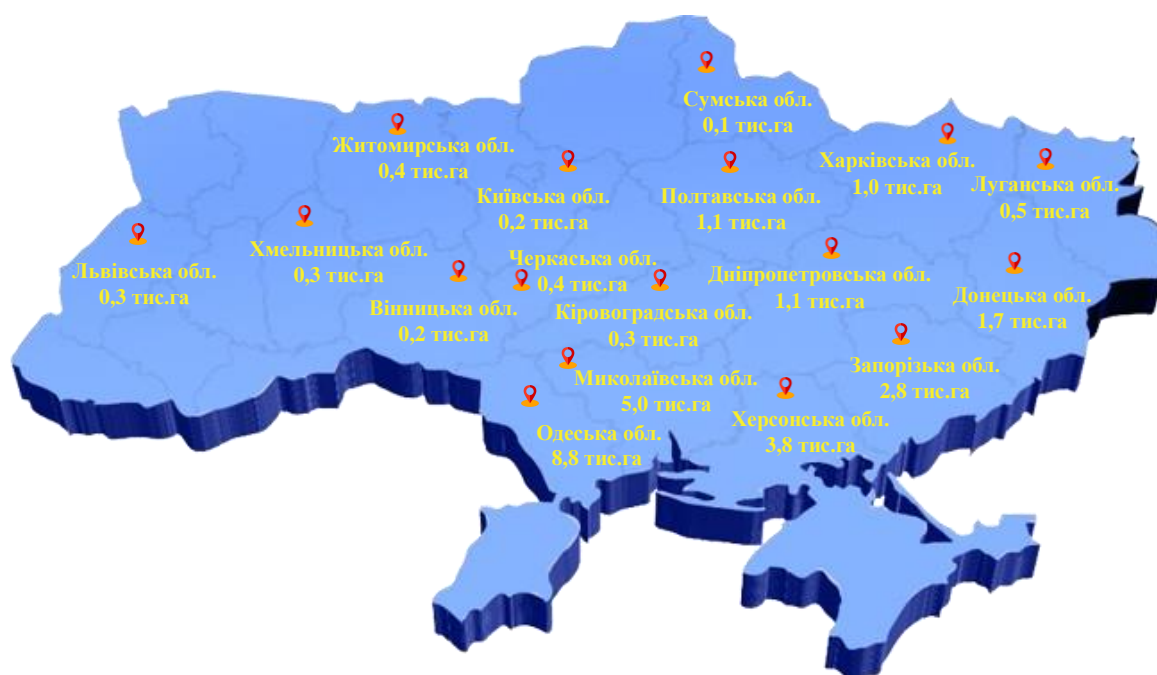 Сумська обл.
0,1 тис.га
Житомирська обл.
0,4 тис.га
Харківська обл.
1,0 тис.га
Луганська обл.
0,5 тис.га
Київська обл.
0,2 тис.га
Полтавська обл.
1,1 тис.га
Хмельницька обл.
0,3 тис.га
Львівська обл.
0,3 тис.га
Черкаська обл.
0,4 тис.га
Дніпропетровська обл.
1,1 тис.га
Донецька обл.
1,7 тис.га
Вінницька обл.
0,2 тис.га
Кіровоградська обл.
0,3 тис.га
Запорізька обл.
2,8 тис.га
Миколаївська обл.
5,0 тис.га
Херсонська обл.
3,8 тис.га
Одеська обл.
8,8 тис.га